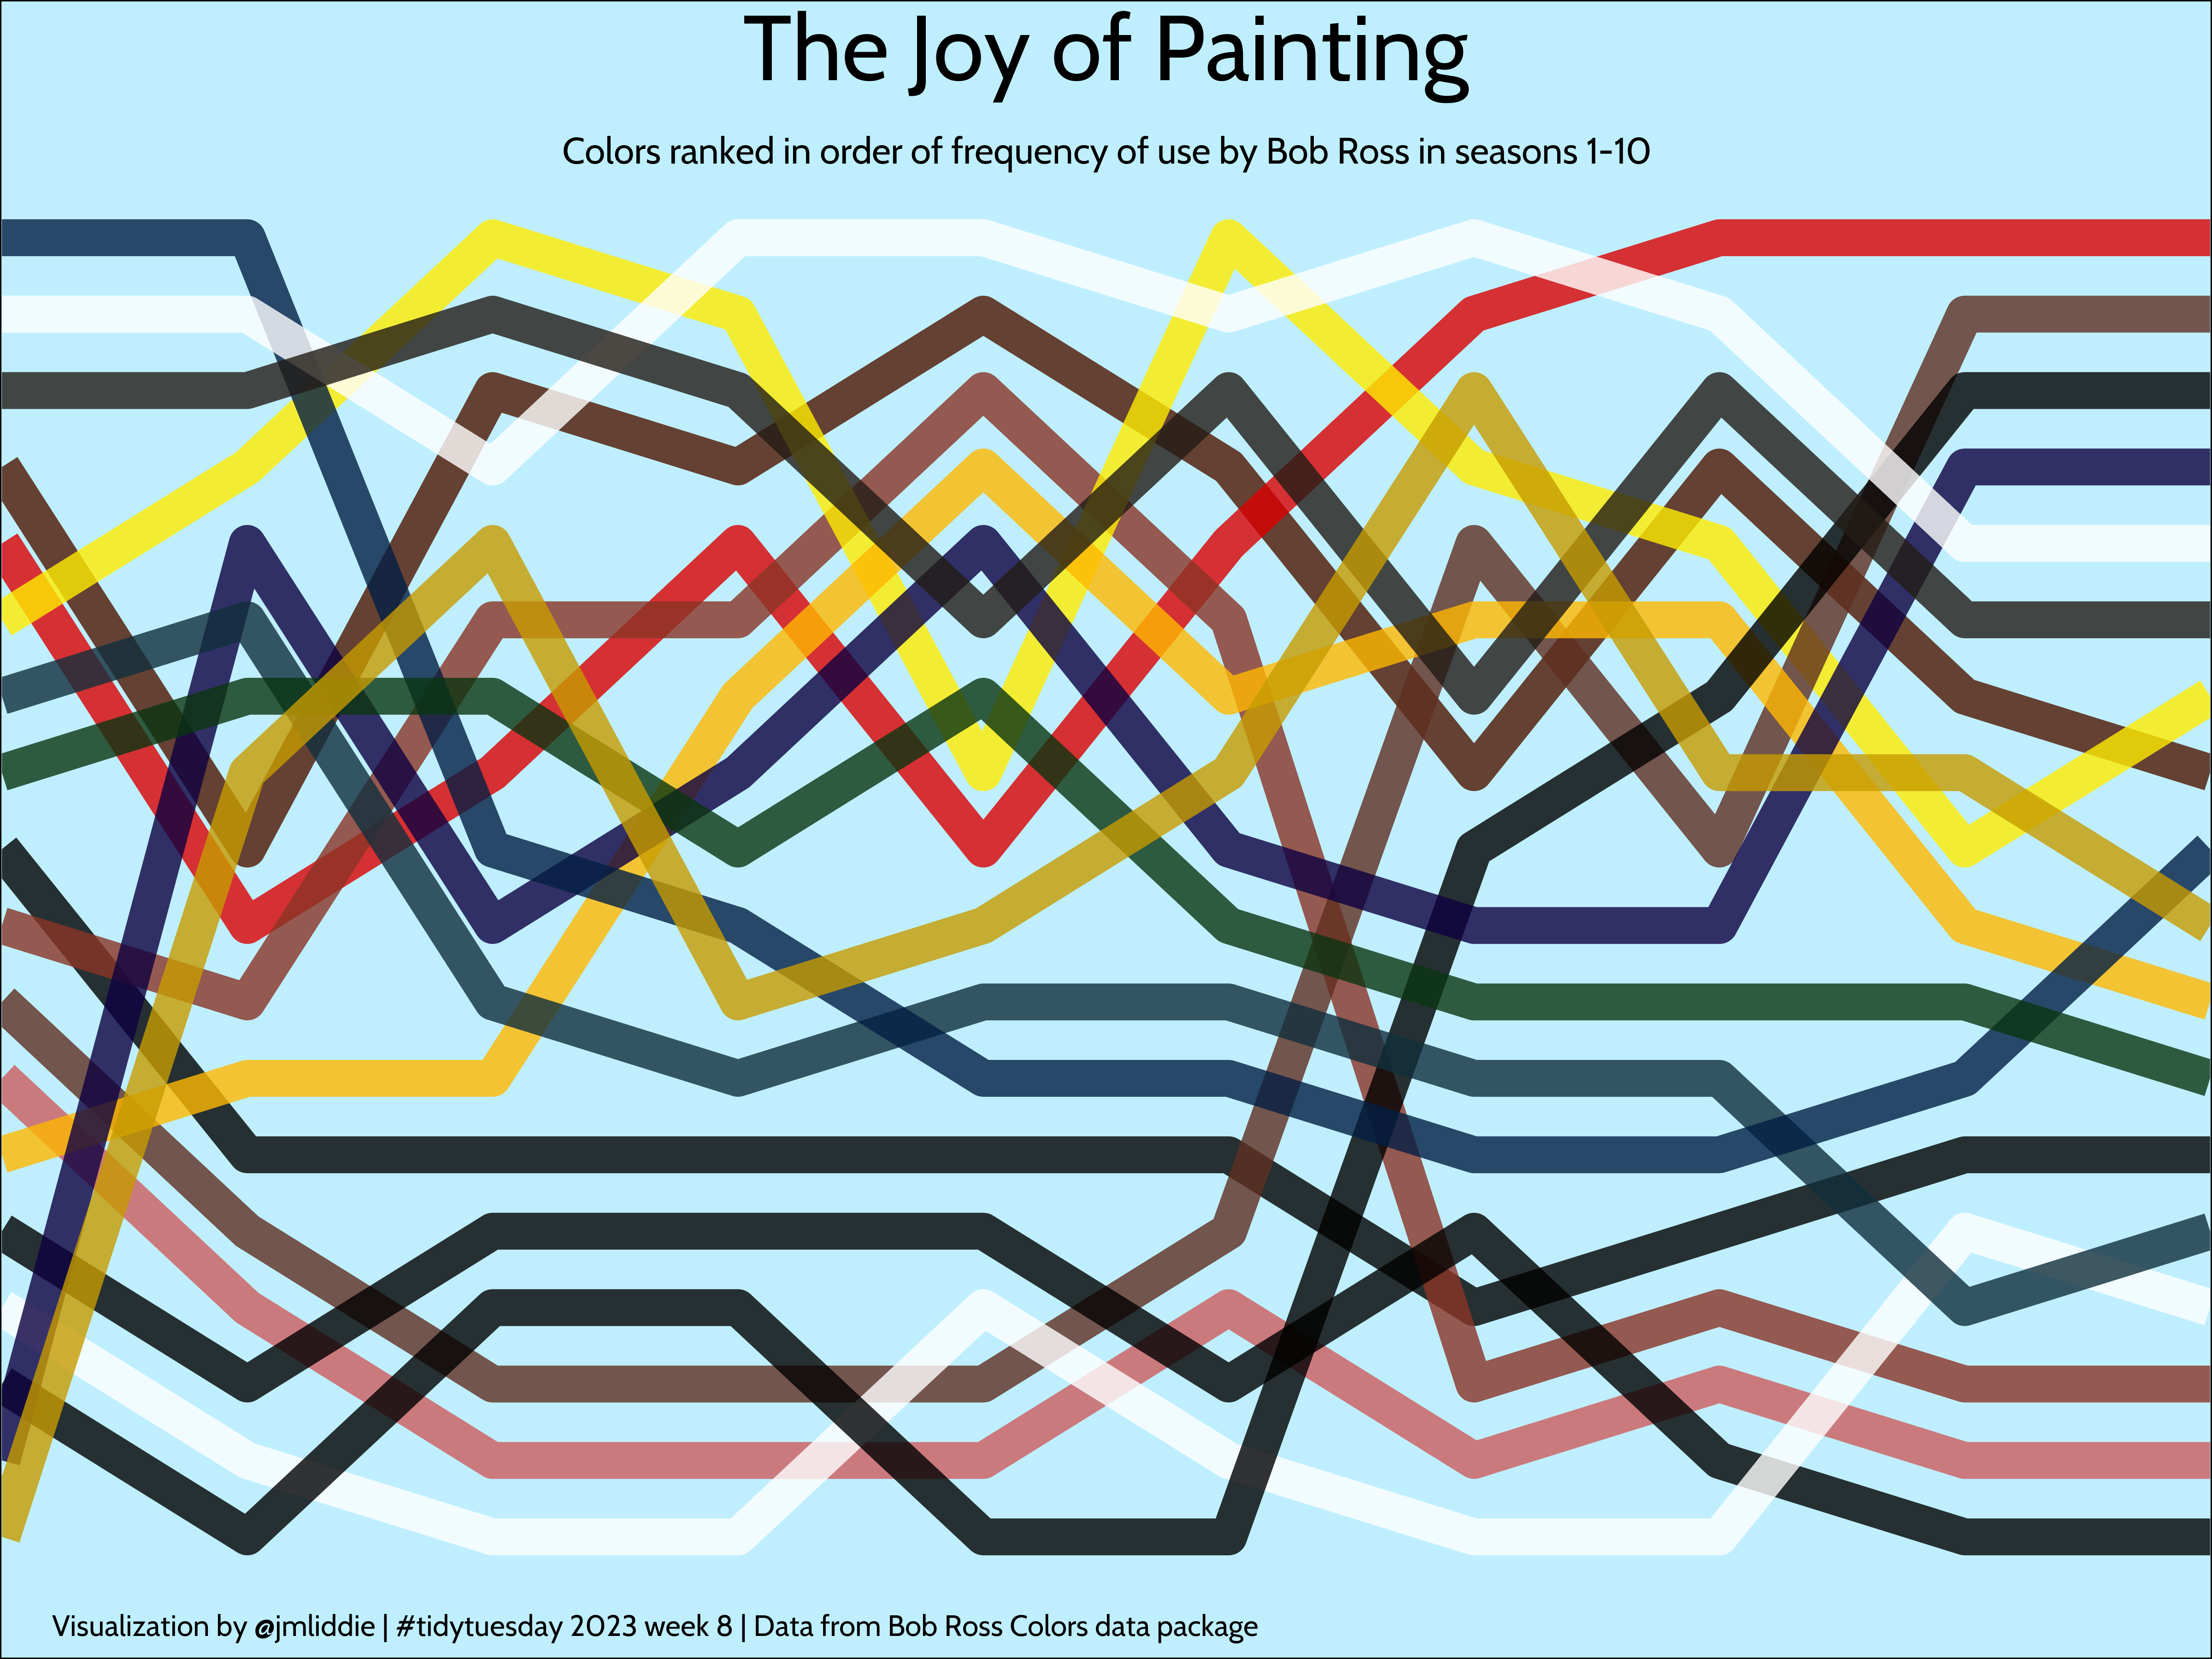 The Joy of Painting
Colors ranked in order of frequency of use by Bob Ross in seasons 1-10
Visualization by @jmliddie | #tidytuesday 2023 week 8 | Data from Bob Ross Colors data package